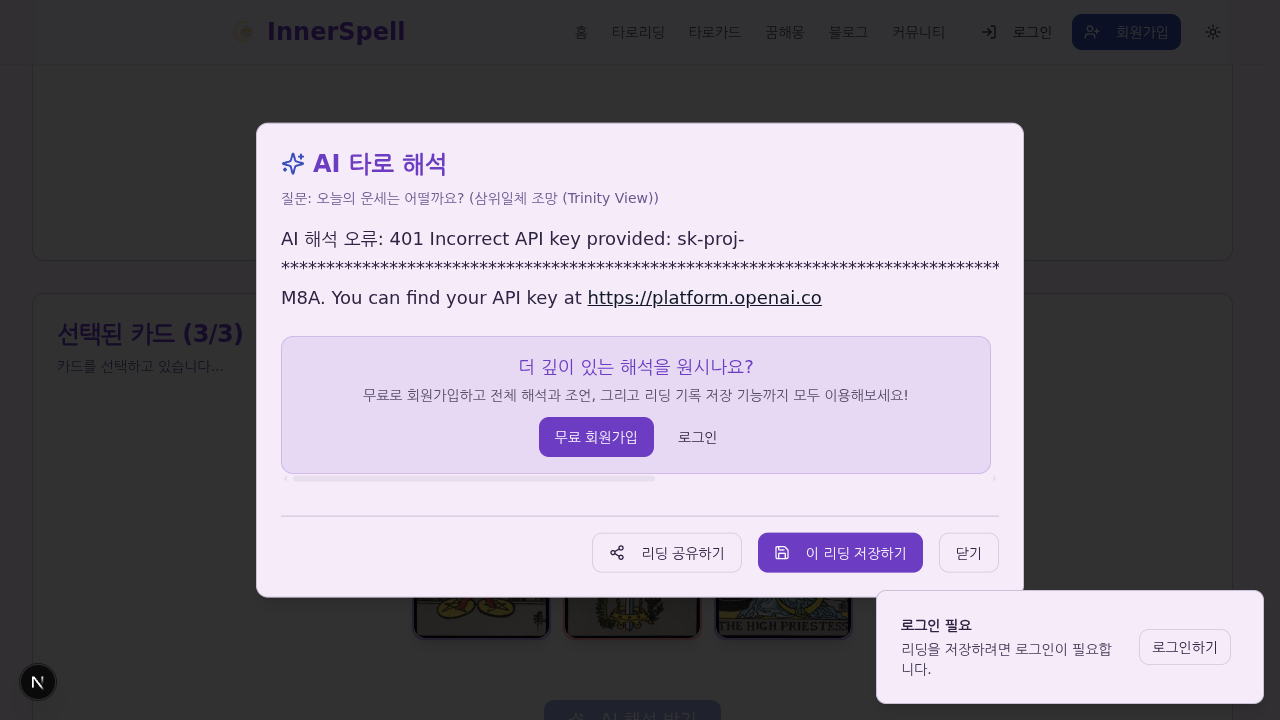 InnerSpell
홈
타로리딩
타로카드
꿈해몽
블로그
커뮤니티
로그인
회원가입
AI 타로 해석
질문: 오늘의 운세는 어떨까요? (삼위일체 조망 (Trinity View))
AI 해석 오류: 401 Incorrect API key provided: sk-proj-
********************************************************************************
M8A. You can find your API key at https://platform.openai.co
선택된 카드 (3/3)
카드를 선택하고 있습니다...
더 깊이 있는 해석을 원시나요?
무료로 회원가입하고 전체 해석과 조언, 그리고 리딩 기록 저장 기능까지 모두 이용해보세요!
무료 회원가입
로그인
리딩 공유하기
이 리딩 저장하기
닫기
THE HIGH PRIESTESS
로그인 필요
리딩을 저장하려면 로그인이 필요합
니다.
로그인하기
N
AI 해석 받기